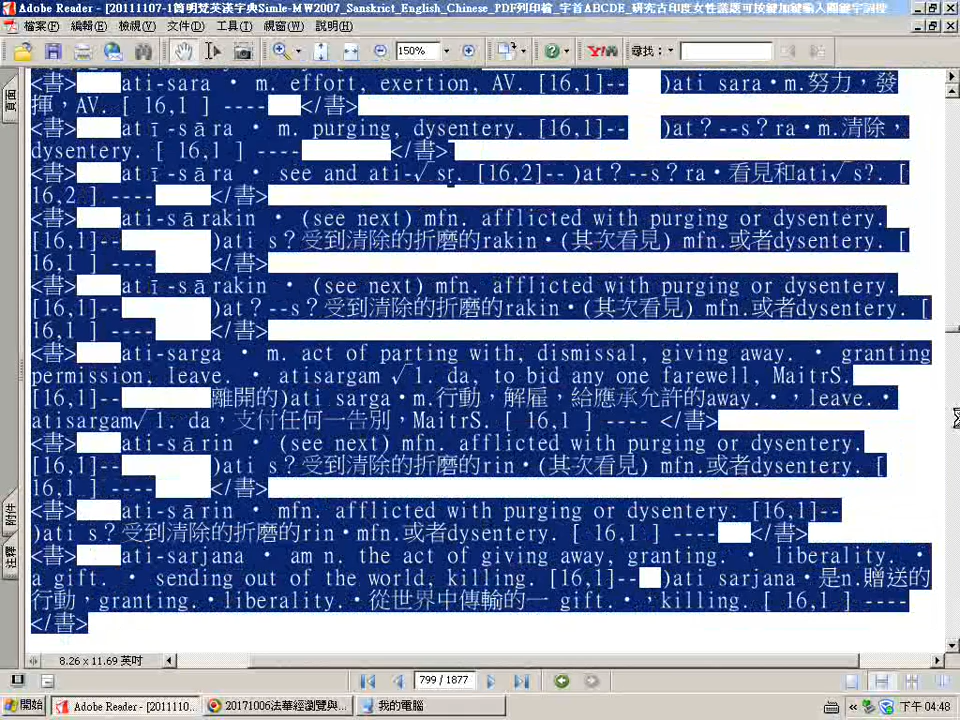 Adobe Reader - [20111107-1簡明梵英漢字典Simle-MW2007_Sanskrict_English_Chinese_PDF列印檔_字首ABCDE_研究古印度女性議題可按鍵加鍵輸入關鍵字詞搜
檔案(F) 編輯(E) 檢視(V) 文件(D) 工具(T) 視窗(W) 說明(H)
150% Y! 尋找：
頁面
附件
注釋
<書> ati-sara ‧ m. effort, exertion, AV. [16,1]-- )ati sara‧m.努力，發
揮，AV. [ 16,1 ] ---- </書>
<書> atī-sāra ‧ m. purging, dysentery. [16,1]-- )at？--s？ra‧m.清除，
dysentery. [ 16,1 ] ---- </書>
<書> atī-sāra ‧ see and ati-√sṛ. [16,2]-- )at？--s？ra‧看見和ati√s?. [
16,2 ] ---- </書>
<書> ati-sārakin ‧ (see next) mfn. afflicted with purging or dysentery.
[16,1]-- )ati s？受到清除的折磨的rakin‧(其次看見) mfn.或者dysentery. [
16,1 ] ---- </書>
<書> atī-sārakin ‧ (see next) mfn. afflicted with purging or dysentery.
[16,1]-- )at？--s？受到清除的折磨的rakin‧(其次看見) mfn.或者dysentery. [
16,1 ] ---- </書>
<書> ati-sarga ‧ m. act of parting with, dismissal, giving away. ‧ granting
permission, leave. ‧ atisargam √1. da, to bid any one farewell, MaitrS.
[16,1]-- 離開的)ati sarga‧m.行動，解雇，給應承允許的away.‧，leave.‧
atisargam√1. da，支付任何一告別，MaitrS. [ 16,1 ] ---- </書>
<書> ati-sārin ‧ (see next) mfn. afflicted with purging or dysentery.
[16,1]-- )ati s？受到清除的折磨的rin‧(其次看見) mfn.或者dysentery. [
16,1 ] ---- </書>
<書> ati-sārin ‧ mfn. afflicted with purging or dysentery. [16,1]--
)ati s？受到清除的折磨的rin‧mfn.或者dysentery. [ 16,1 ] ---- </書>
<書> ati-sarjana ‧ am n. the act of giving away, granting. ‧ liberality. ‧
a gift. ‧ sending out of the world, killing. [16,1]-- )ati sarjana‧是n.贈送的
行動，granting.‧liberality.‧從世界中傳輸的一 gift.‧，killing. [ 16,1 ] ----
</書>
8.26 x 11.69 英吋
799 / 1877
開始 Adobe Reader - [2011110... 20171006法華經瀏覽與... 我的電腦 下午 04:48